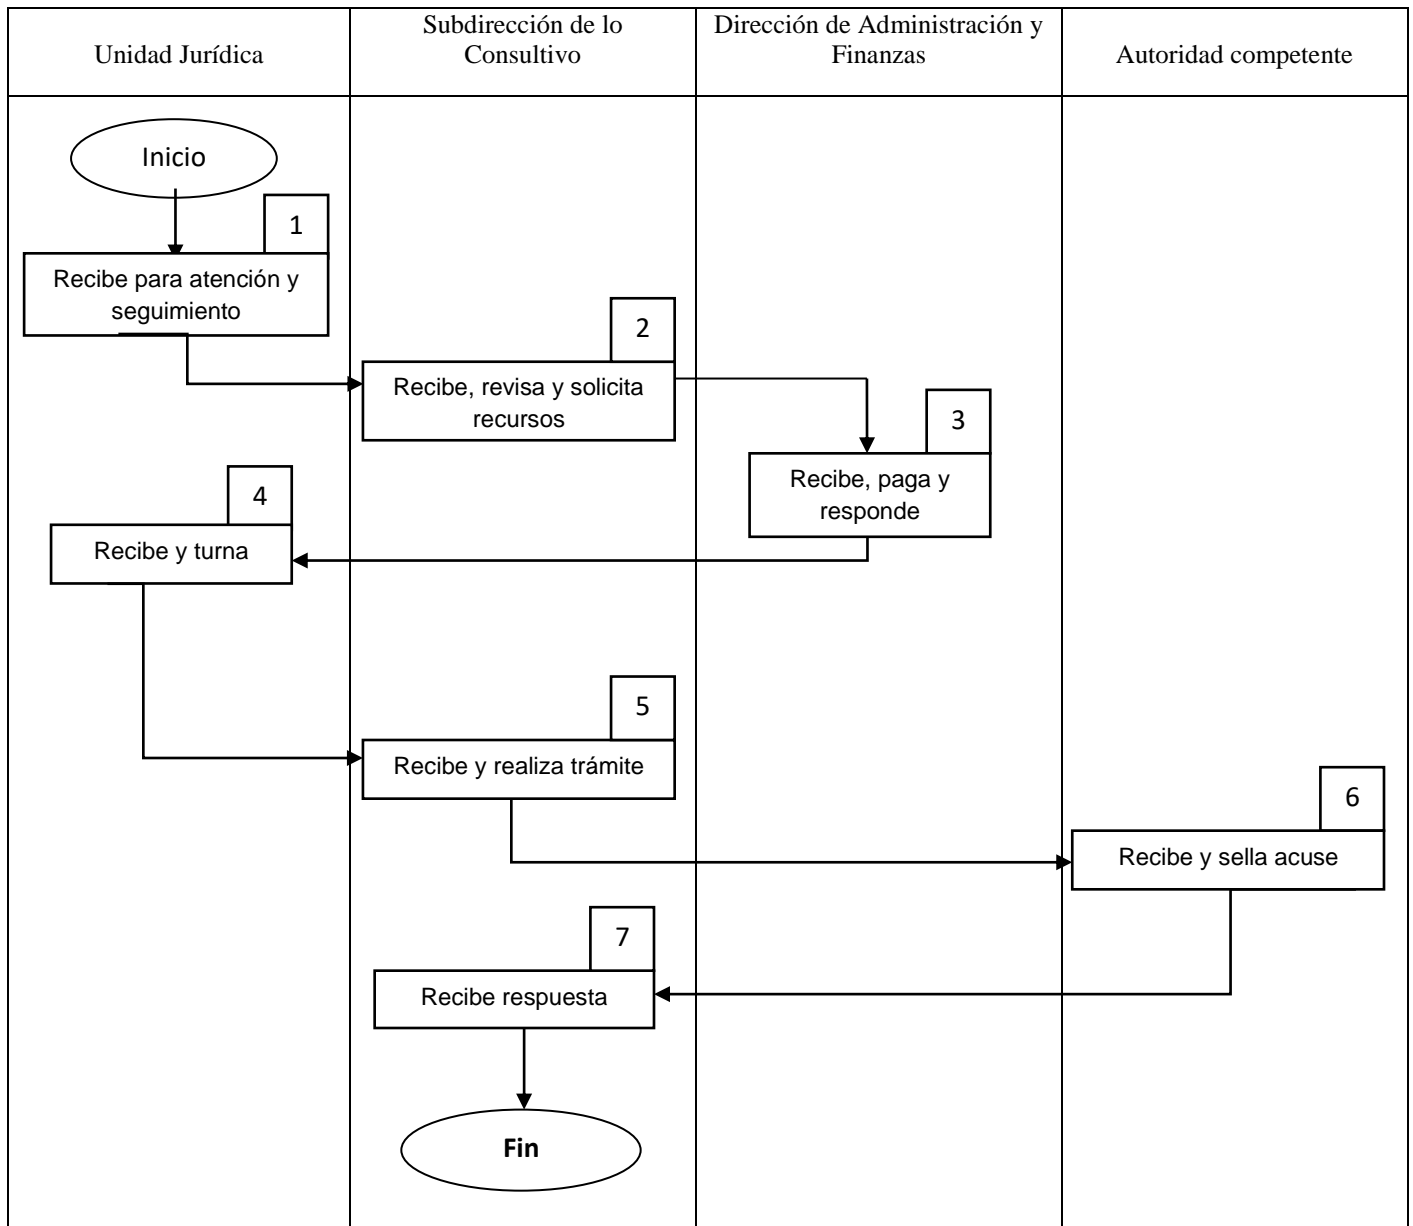 Unidad Jurídica
Subdirección de lo
Consultivo
Dirección de Administración y
Finanzas
Autoridad competente
Inicio
1
Recibe para atención y
seguimiento
2
Recibe, revisa y solicita
recursos
3
Recibe, paga y
responde
4
Recibe y turna
5
Recibe y realiza trámite
6
Recibe y sella acuse
7
Recibe respuesta
Fin